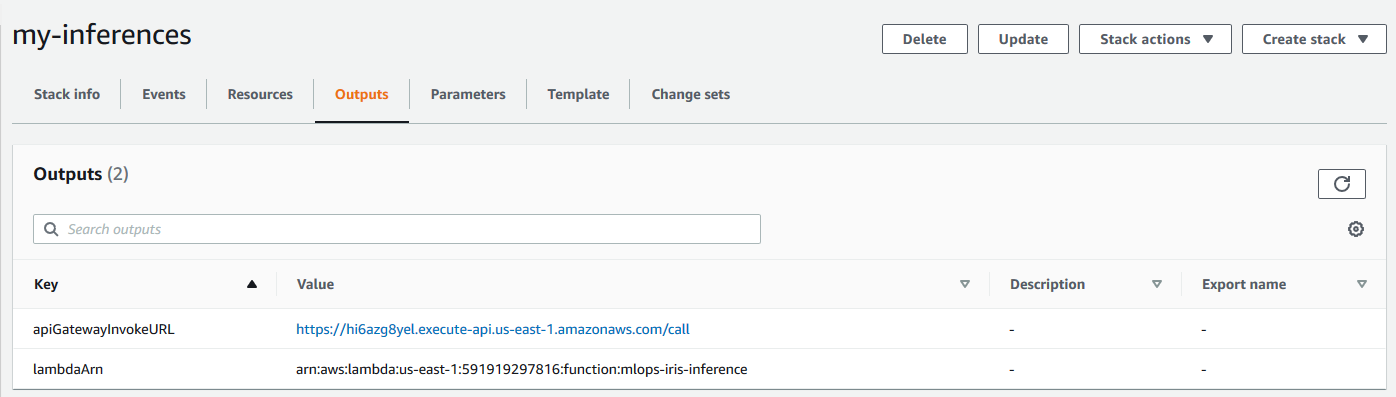 my-inferences
Delete Update Stack actions Create stack
Stack info Events Resources Outputs Parameters Template Change sets
Outputs (2)
Search outputs
Key Value Description Export name
apiGatewayInvokeURL https://hi6azg8yel.execute-api.us-east-1.amazonaws.com/call - -
lambdaArn arn:aws:lambda:us-east-1:591919297816:function:mlops-iris-inference - -